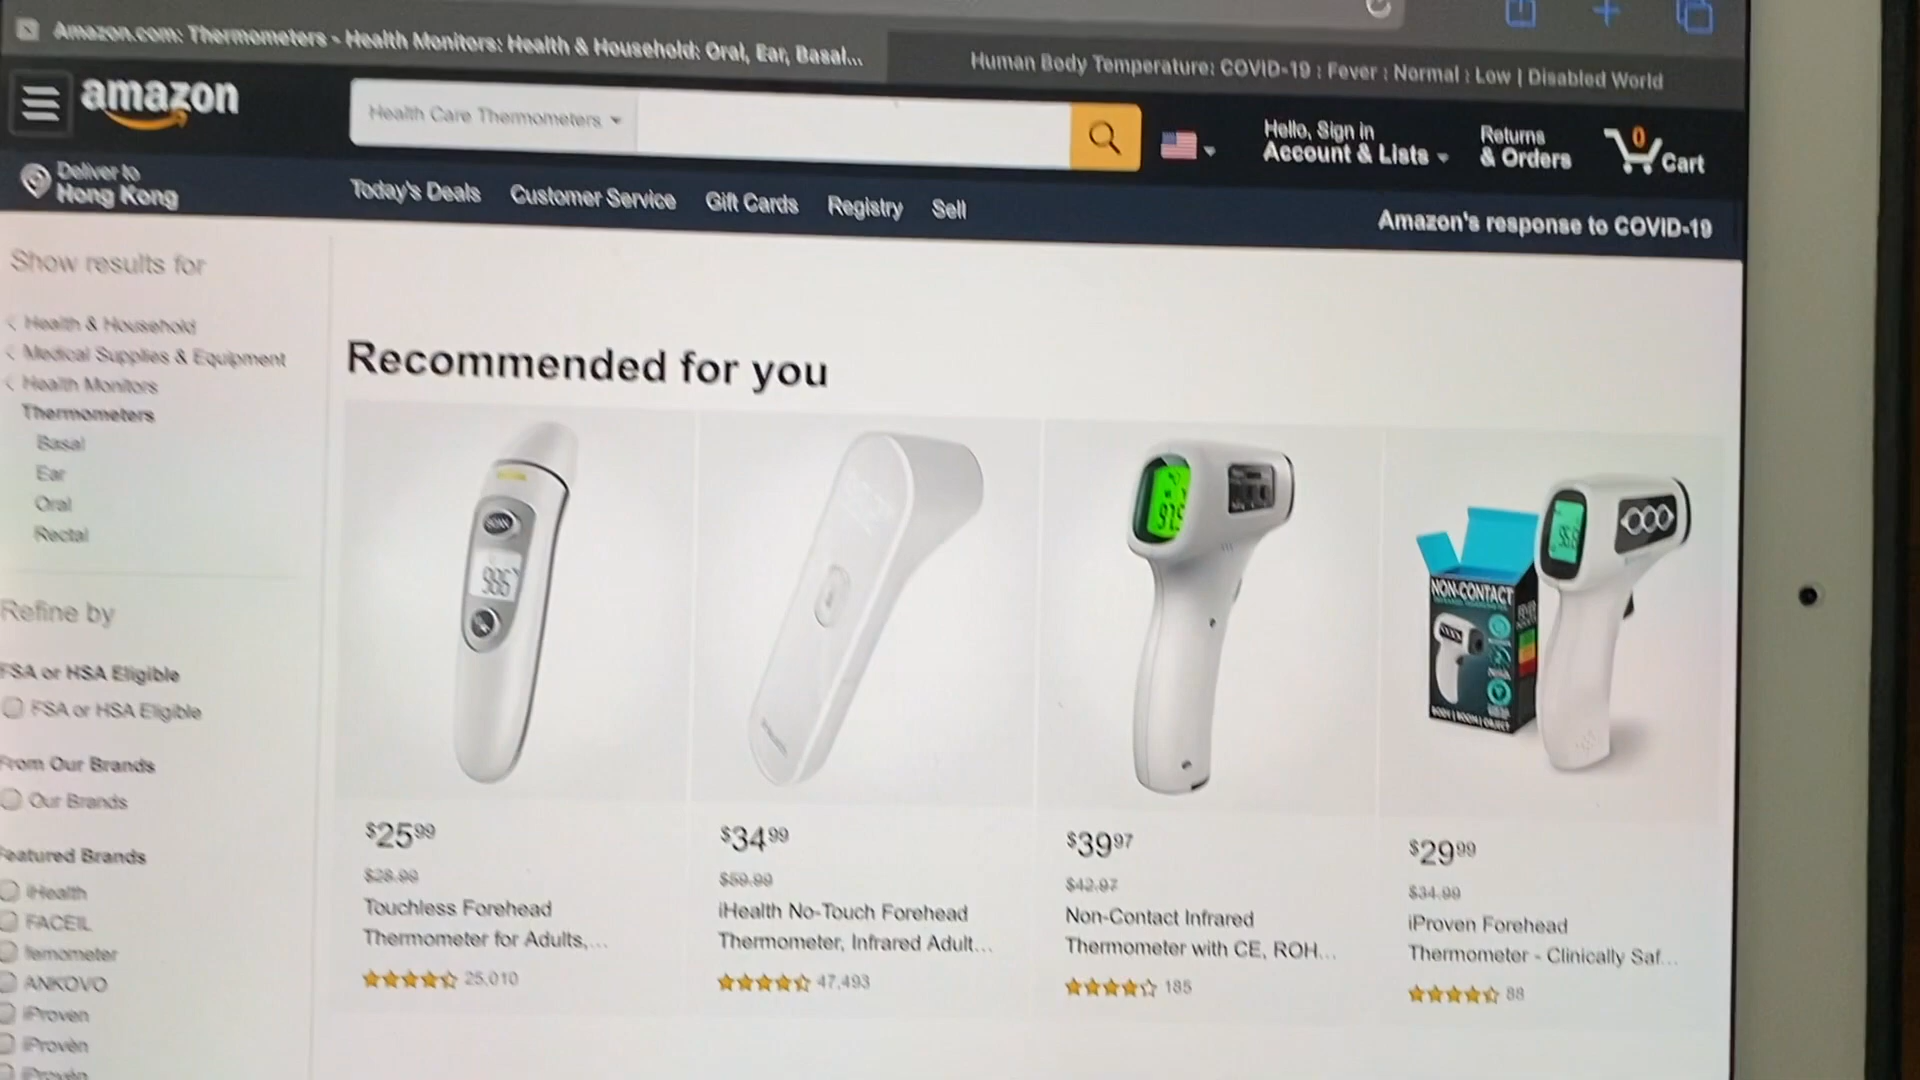 Amazon.com: Thermometers - Health Monitors: Health & Household: Oral, Ear, Basal...
Human Body Temperature: COVID-19 : Fever : Normal : Low | Disabled World
amazon
Health Care Thermometers
Hello, Sign in
Account & Lists
Returns
& Orders
0
Cart
Deliver to
Hong Kong
Today's Deals
Customer Service
Gift Cards
Registry
Sell
Amazon's response to COVID-19
Show results for
Health & Household
Medical Supplies & Equipment
Health Monitors
Thermometers
Basal
Ear
Oral
Rectal
Refine by
FSA or HSA Eligible
FSA or HSA Eligible
From Our Brands
Our Brands
Featured Brands
iHealth
FACEIL
femometer
ANKOVO
iProven
iProvèn
iProvén
Recommended for you
NON-CONTACT
$25.99
$28.99
Touchless Forehead
Thermometer for Adults,...
25,010
$34.99
$59.99
iHealth No-Touch Forehead
Thermometer, Infrared Adult...
47,493
$39.97
$42.97
Non-Contact Infrared
Thermometer with CE, ROH...
185
$29.99
$34.99
iProven Forehead
Thermometer - Clinically Saf...
88